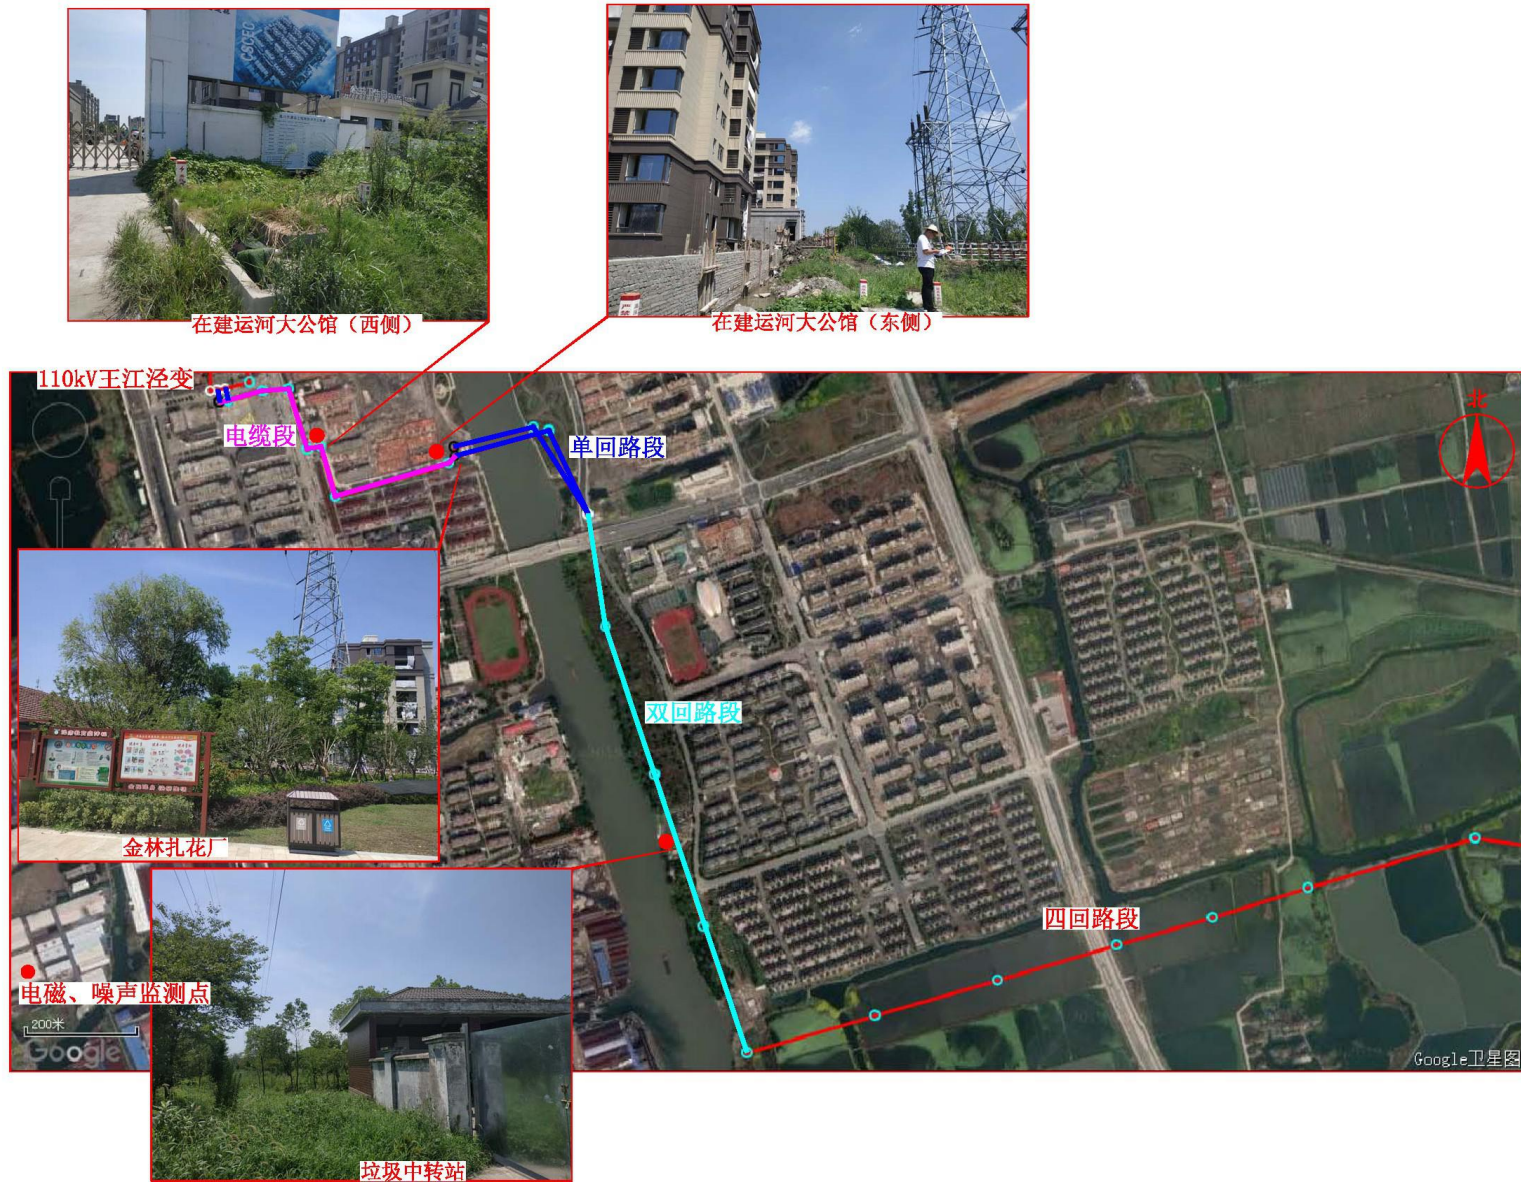 CSCEC
在建运河大公馆（西侧）
在建运河大公馆（东侧）
110kV王江泾变
北
电缆段
单回路段
双回路段
金林扎花厂
四回路段
电磁、噪声监测点
200米
Google
Google卫星图
垃圾中转站